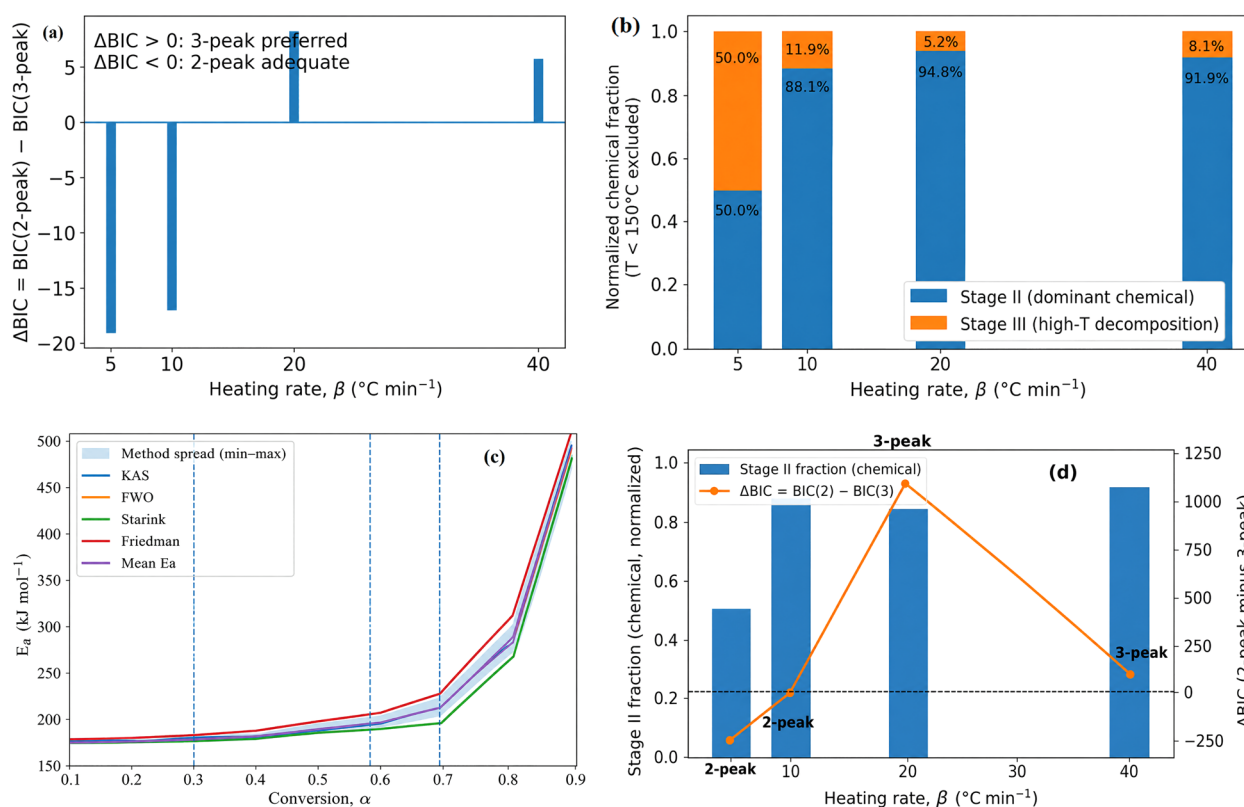 (a)
ΔBIC > 0: 3-peak preferred
ΔBIC < 0: 2-peak adequate
ΔBIC = BIC(2-peak) − BIC(3-peak)
5
0
−5
−10
−15
−20
5 10 20 40
Heating rate, β (°C min⁻¹)
(b)
Normalized chemical fraction
(T < 150°C excluded)
1.0
0.8
0.6
0.4
0.2
0.0
50.0% 11.9% 5.2% 8.1%
50.0% 88.1% 94.8% 91.9%
Stage II (dominant chemical)
Stage III (high-T decomposition)
5 10 20 40
Heating rate, β (°C min⁻¹)
(c)
Eₐ (kJ mol⁻¹)
500
450
400
350
300
250
200
150
Method spread (min−max)
KAS
FWO
Starink
Friedman
Mean Ea
0.1 0.2 0.3 0.4 0.5 0.6 0.7 0.8 0.9
Conversion, α
(d)
Stage II fraction (chemical, normalized)
1.0
0.8
0.6
0.4
0.2
0.0
Stage II fraction (chemical)
ΔBIC = BIC(2) − BIC(3)
3-peak
2-peak
2-peak
3-peak
1250
1000
750
500
250
0
−250
ΔBIC (2-peak minus 3-peak)
10 20 30 40
Heating rate, β (°C min⁻¹)